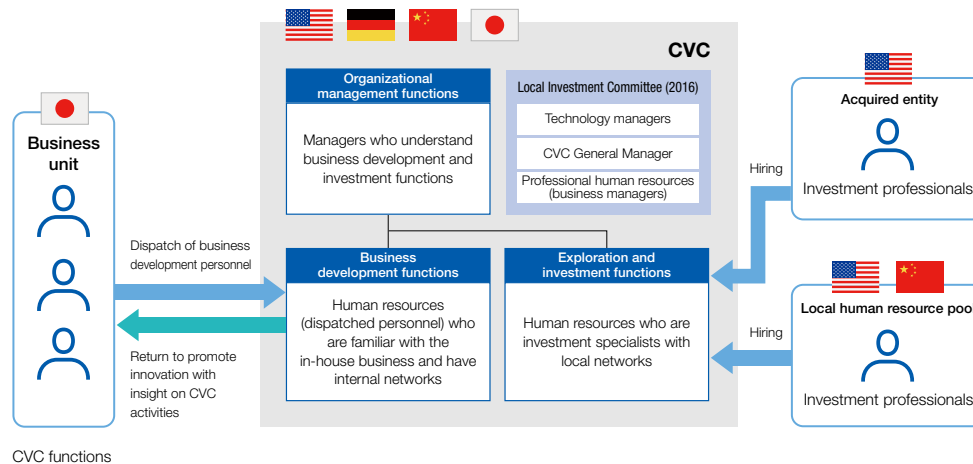 CVC
Organizational
management functions
Managers who understand
business development and
investment functions
Local Investment Committee (2016)
Technology managers
CVC General Manager
Professional human resources
(business managers)
Business
unit
Dispatch of business
development personnel
Return to promote
innovation with
insight on CVC
activities
Business
development functions
Human resources
(dispatched personnel) who
are familiar with the
in-house business and have
internal networks
Exploration and
investment functions
Human resources who are
investment specialists with
local networks
Hiring
Acquired entity
Investment professionals
Hiring
Local human resource pool
Investment professionals
CVC functions